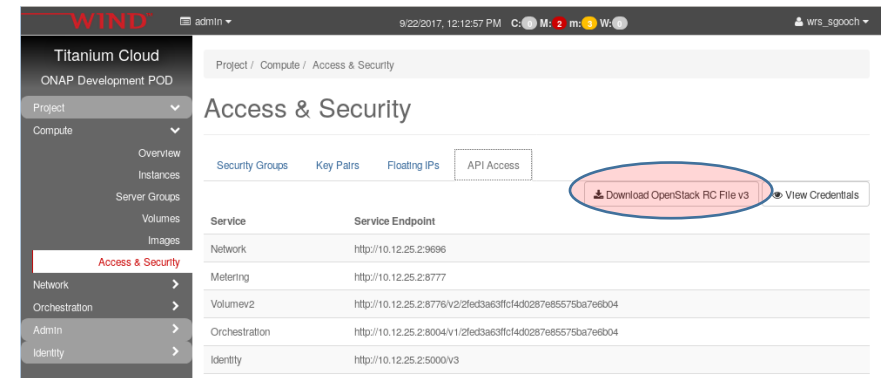 WIND admin 9/22/2017, 12:12:57 PM C: 0 M: 2 m: 3 W: 0 wrs_sgooch
Titanium Cloud
ONAP Development POD
Project
Compute
Overview
Instances
Server Groups
Volumes
Images
Access & Security
Network
Orchestration
Admin
Identity
Project / Compute / Access & Security
Access & Security
Security Groups Key Pairs Floating IPs API Access
Download OpenStack RC File v3 View Credentials
Service Service Endpoint
Network http://10.12.25.2:9696
Metering http://10.12.25.2:8777
Volumev2 http://10.12.25.2:8776/v2/2fed3a63ffcf4d0287e85575ba7e6b04
Orchestration http://10.12.25.2:8004/v1/2fed3a63ffcf4d0287e85575ba7e6b04
Identity http://10.12.25.2:5000/v3